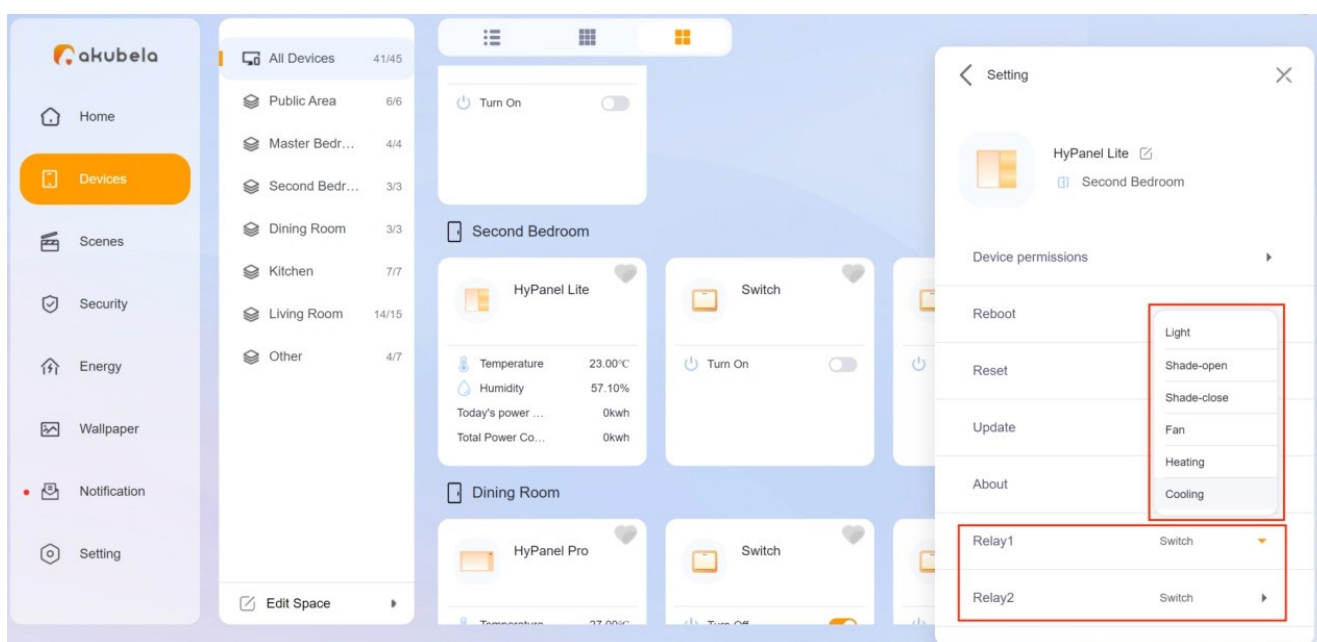 akubela
Home
Devices
Scenes
Security
Energy
Wallpaper
Notification
Setting
All Devices 41/45
Public Area 6/6
Master Bedr... 4/4
Second Bedr... 3/3
Dining Room 3/3
Kitchen 7/7
Living Room 14/15
Other 4/7
Edit Space
Turn On
Second Bedroom
HyPanel Lite
Temperature 23.00°C
Humidity 57.10%
Today's power ... 0kwh
Total Power Co... 0kwh
Switch
Turn On
Dining Room
HyPanel Pro
Temperature 27.00°C
Switch
Turn Off
Setting
HyPanel Lite
Second Bedroom
Device permissions
Reboot
Reset
Update
About
Light
Shade-open
Shade-close
Fan
Heating
Cooling
Relay1 Switch
Relay2 Switch